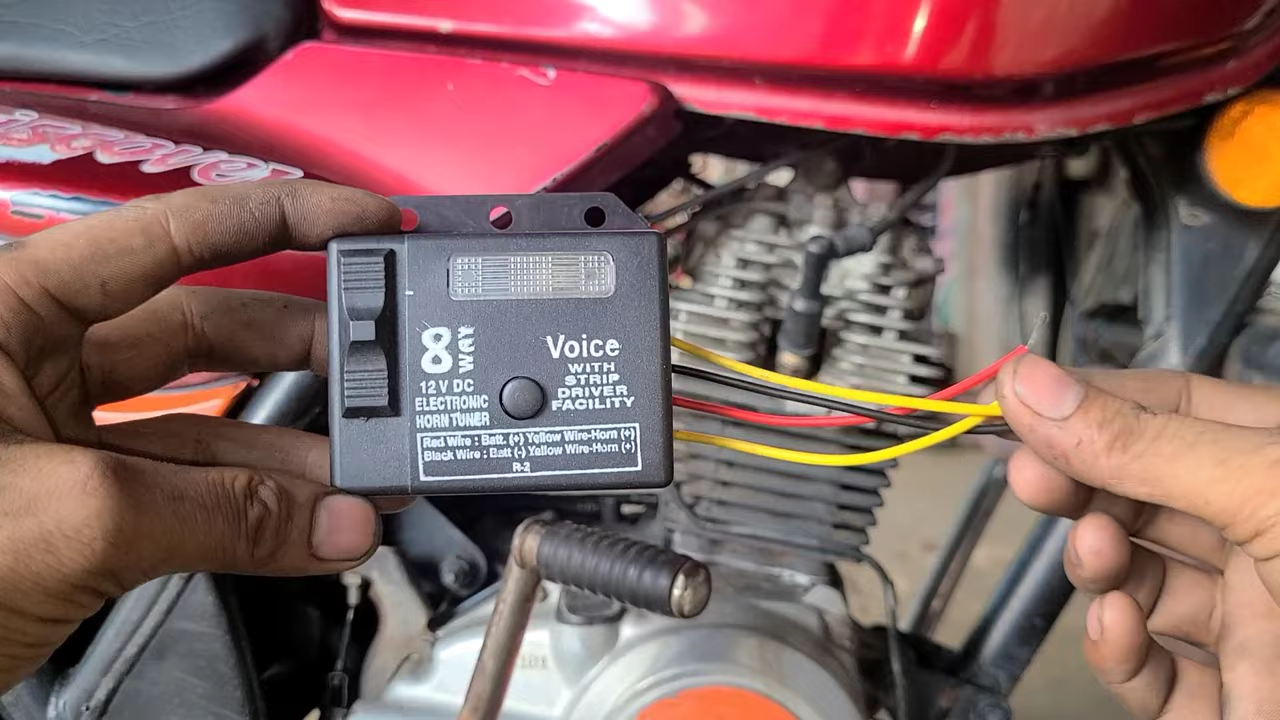 8 WAY
12 V DC
ELECTRONIC
HORN TUNER
Voice
WITH
STRIP
DRIVER
FACILITY
Red Wire : Batt. (+) Yellow Wire-Horn (+)
Black Wire : Batt (-) Yellow Wire-Horn (+)
R-2